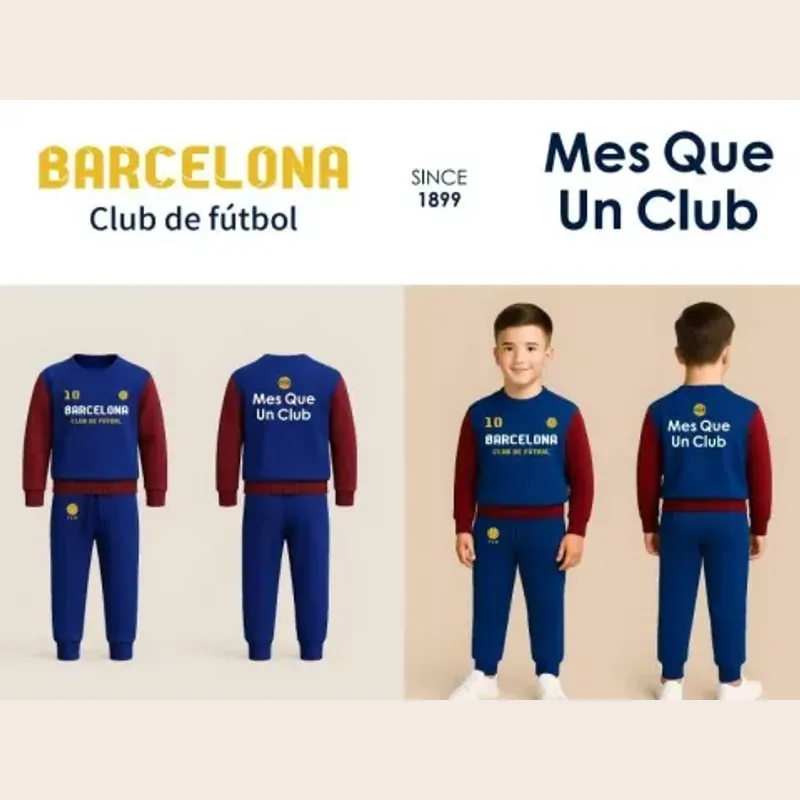 BARCELONA
Club de fútbol
SINCE
1899
Mes Que
Un Club
10
BARCELONA
CLUB DE FÚTBOL
Mes Que
Un Club
10
BARCELONA
CLUB DE FÚTBOL
Mes Que
Un Club